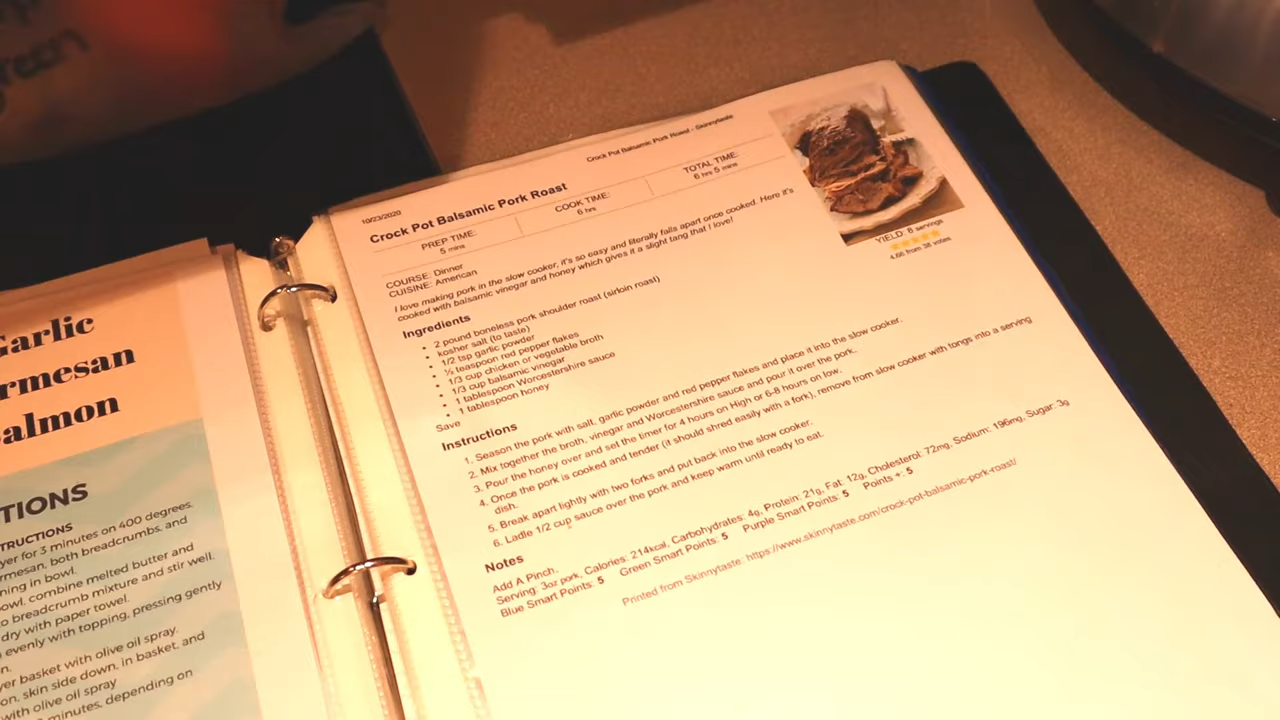 Garlic
rmesan
almon
TIONS
TRUCTIONS
yer for 3 minutes on 400 degrees.
rmesan, both breadcrumbs, and
ning in bowl.
owl, combine melted butter and
o breadcrumb mixture and stir well.
dry with paper towel.
evenly with topping, pressing gently
n.
yer basket with olive oil spray.
on, skin side down, in basket, and
with olive oil spray
minutes, depending on
10/23/2020
Crock Pot Balsamic Pork Roast - Skinnytaste
Crock Pot Balsamic Pork Roast
PREP TIME:
5 mins
COOK TIME:
6 hrs
TOTAL TIME:
6 hrs 5 mins
YIELD: 8 servings
4.66 from 38 votes
COURSE: Dinner
CUISINE: American
I love making pork in the slow cooker, it's so easy and literally falls apart once cooked. Here it's
cooked with balsamic vinegar and honey which gives it a slight tang that I love!
Ingredients
• 2 pound boneless pork shoulder roast (sirloin roast)
• kosher salt (to taste)
• 1/2 tsp garlic powder
• ½ teaspoon red pepper flakes
• 1/3 cup chicken or vegetable broth
• 1/3 cup balsamic vinegar
• 1 tablespoon Worcestershire sauce
• 1 tablespoon honey
Save
Instructions
1. Season the pork with salt, garlic powder and red pepper flakes and place it into the slow cooker.
2. Mix together the broth, vinegar and Worcestershire sauce and pour it over the pork.
3. Pour the honey over and set the timer for 4 hours on High or 6-8 hours on low.
4. Once the pork is cooked and tender (it should shred easily with a fork), remove from slow cooker with tongs into a serving
dish.
5. Break apart lightly with two forks and put back into the slow cooker.
6. Ladle 1/2 cup sauce over the pork and keep warm until ready to eat.
Notes
Add A Pinch.
Serving: 3oz pork, Calories: 214kcal, Carbohydrates: 4g, Protein: 21g, Fat: 12g, Cholesterol: 72mg, Sodium: 196mg, Sugar: 3g
Blue Smart Points: 5 Green Smart Points: 5 Purple Smart Points: 5 Points +: 5
Printed from Skinnytaste: https://www.skinnytaste.com/crock-pot-balsamic-pork-roast/